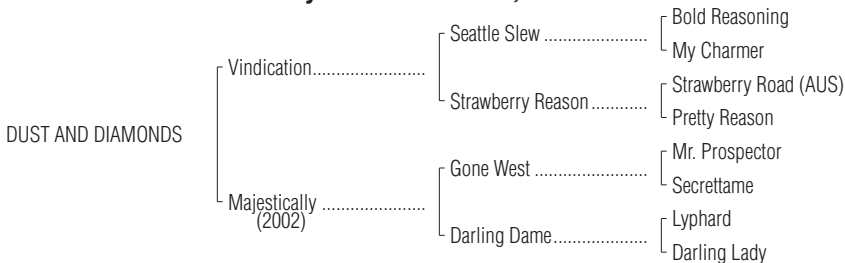 Bold Reasoning
Seattle Slew .....................
My Charmer
Vindication.......................
Strawberry Road (AUS)
Strawberry Reason ............
Pretty Reason
DUST AND DIAMONDS
Mr. Prospector
Gone West .......................
Secrettame
Majestically ......................
(2002)
Lyphard
Darling Dame...................
Darling Lady